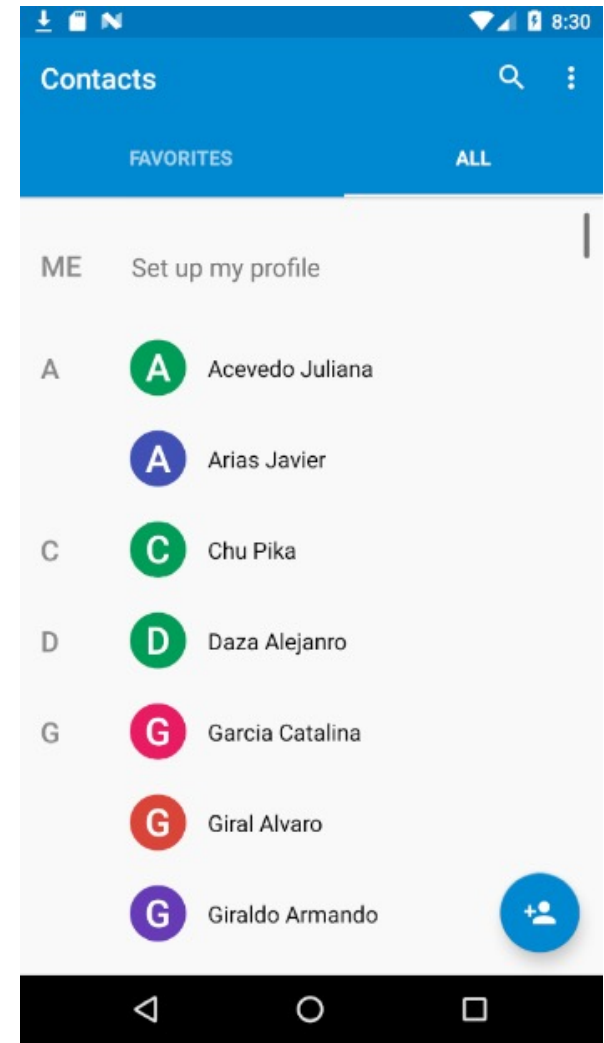 8:30
Contacts
FAVORITES ALL
ME Set up my profile
A A Acevedo Juliana
A Arias Javier
C C Chu Pika
D D Daza Alejanro
G G Garcia Catalina
G Giral Alvaro
G Giraldo Armando